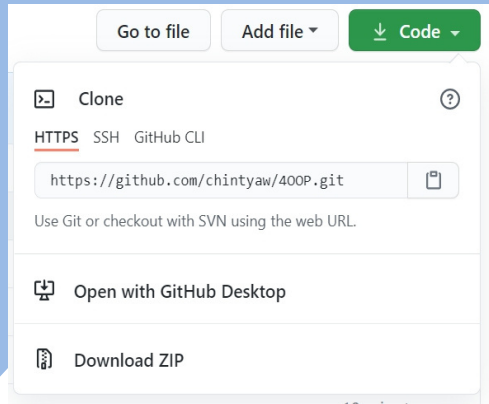 Go to file Add file Code
Clone
HTTPS SSH GitHub CLI
https://github.com/chintyaw/4OOP.git
Use Git or checkout with SVN using the web URL.
Open with GitHub Desktop
Download ZIP